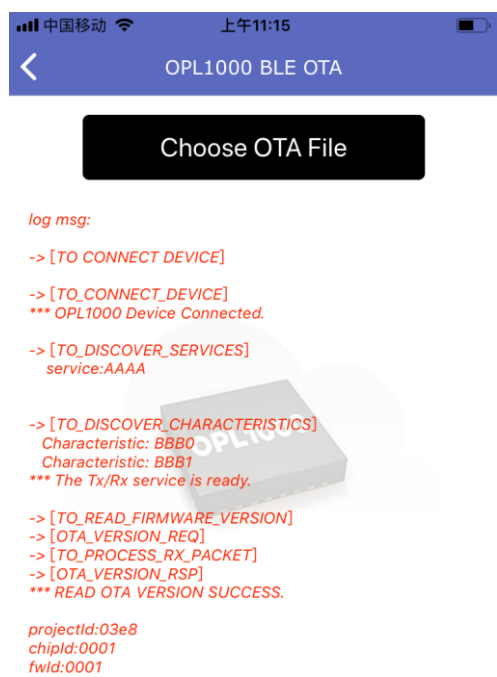 中国移动 上午11:15
OPL1000 BLE OTA
Choose OTA File
log msg:
-> [TO CONNECT DEVICE]
-> [TO_CONNECT_DEVICE]
*** OPL1000 Device Connected.
-> [TO_DISCOVER_SERVICES]
service:AAAA
-> [TO_DISCOVER_CHARACTERISTICS]
Characteristic: BBB0
Characteristic: BBB1
OPL1000
*** The Tx/Rx service is ready.
-> [TO_READ_FIRMWARE_VERSION]
-> [OTA_VERSION_REQ]
-> [TO_PROCESS_RX_PACKET]
-> [OTA_VERSION_RSP]
*** READ OTA VERSION SUCCESS.
projectId:03e8
chipId:0001
fwId:0001